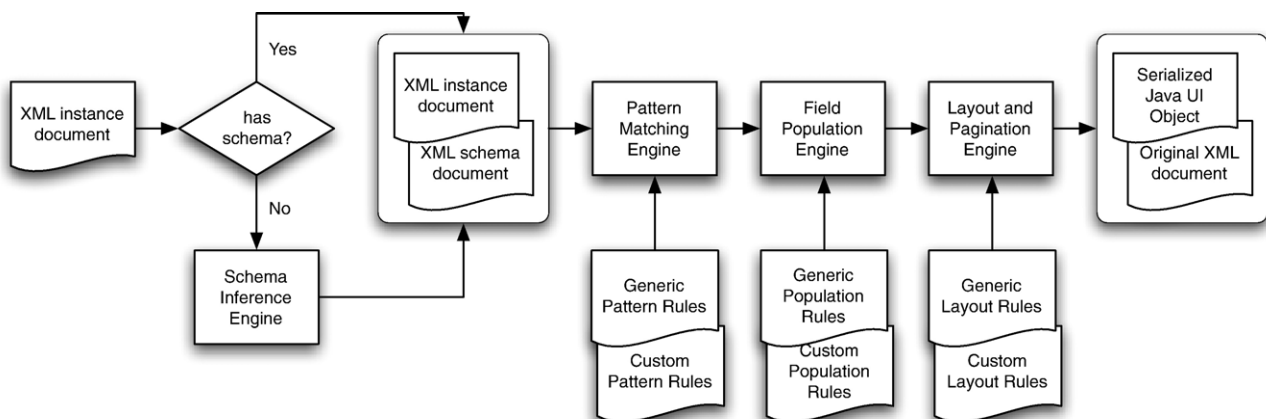 XML instance
document
has
schema?
Yes
No
Schema
Inference
Engine
XML instance
document
XML schema
document
Pattern
Matching
Engine
Field
Population
Engine
Layout and
Pagination
Engine
Serialized
Java UI
Object
Original XML
document
Generic
Pattern Rules
Custom
Pattern Rules
Generic
Population
Rules
Custom
Population
Rules
Generic
Layout Rules
Custom
Layout Rules